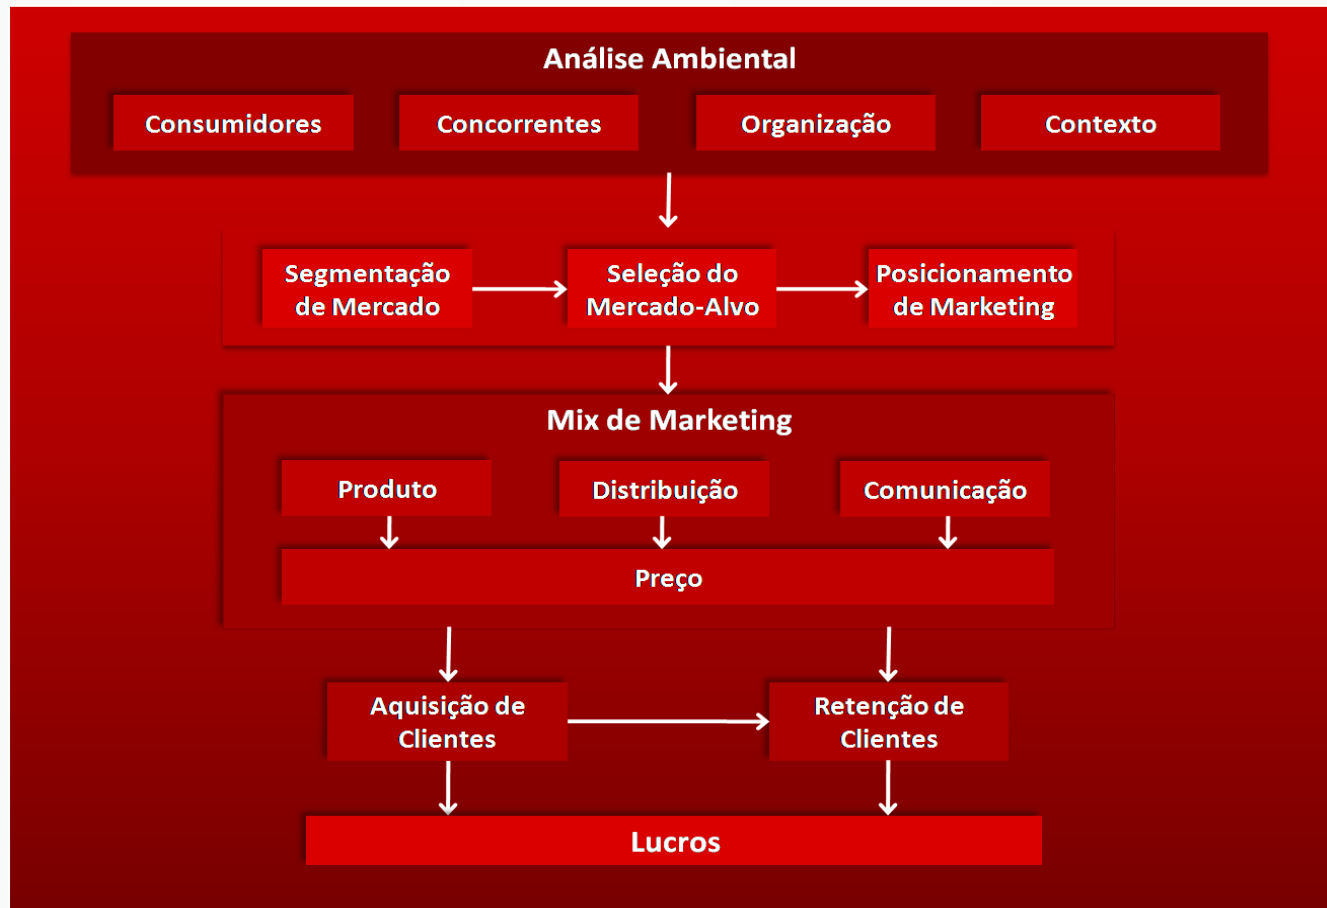 Análise Ambiental
Consumidores
Concorrentes
Organização
Contexto
Segmentação
de Mercado
Seleção do
Mercado-Alvo
Posicionamento
de Marketing
Mix de Marketing
Produto
Distribuição
Comunicação
Preço
Aquisição de
Clientes
Retenção de
Clientes
Lucros